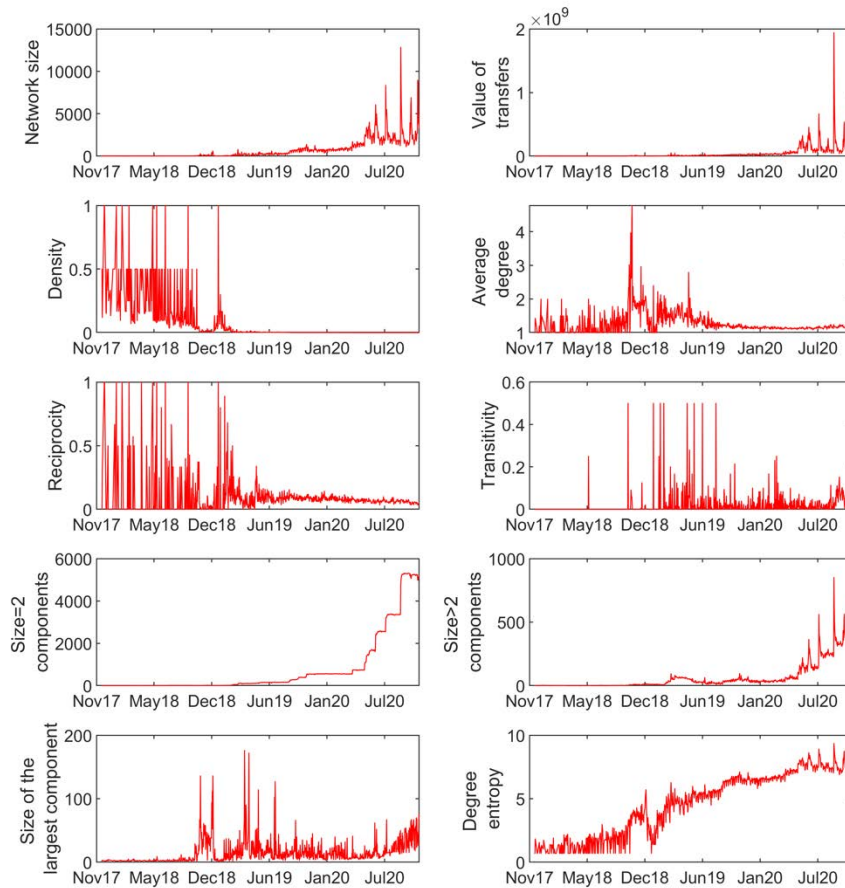 Network size
15000
10000
5000
0
Nov17 May18 Dec18 Jun19 Jan20 Jul20
Value of
transfers
× 10⁹
2
1
0
Nov17 May18 Dec18 Jun19 Jan20 Jul20
Density
1
0.5
0
Nov17 May18 Dec18 Jun19 Jan20 Jul20
Average
degree
4
2
1
Nov17 May18 Dec18 Jun19 Jan20 Jul20
Reciprocity
1
0.5
0
Nov17 May18 Dec18 Jun19 Jan20 Jul20
Transitivity
0.6
0.4
0.2
0
Nov17 May18 Dec18 Jun19 Jan20 Jul20
Size=2
components
6000
4000
2000
0
Nov17 May18 Dec18 Jun19 Jan20 Jul20
Size>2
components
1000
500
0
Nov17 May18 Dec18 Jun19 Jan20 Jul20
Size of the
largest component
200
100
0
Nov17 May18 Dec18 Jun19 Jan20 Jul20
Degree
entropy
10
5
0
Nov17 May18 Dec18 Jun19 Jan20 Jul20